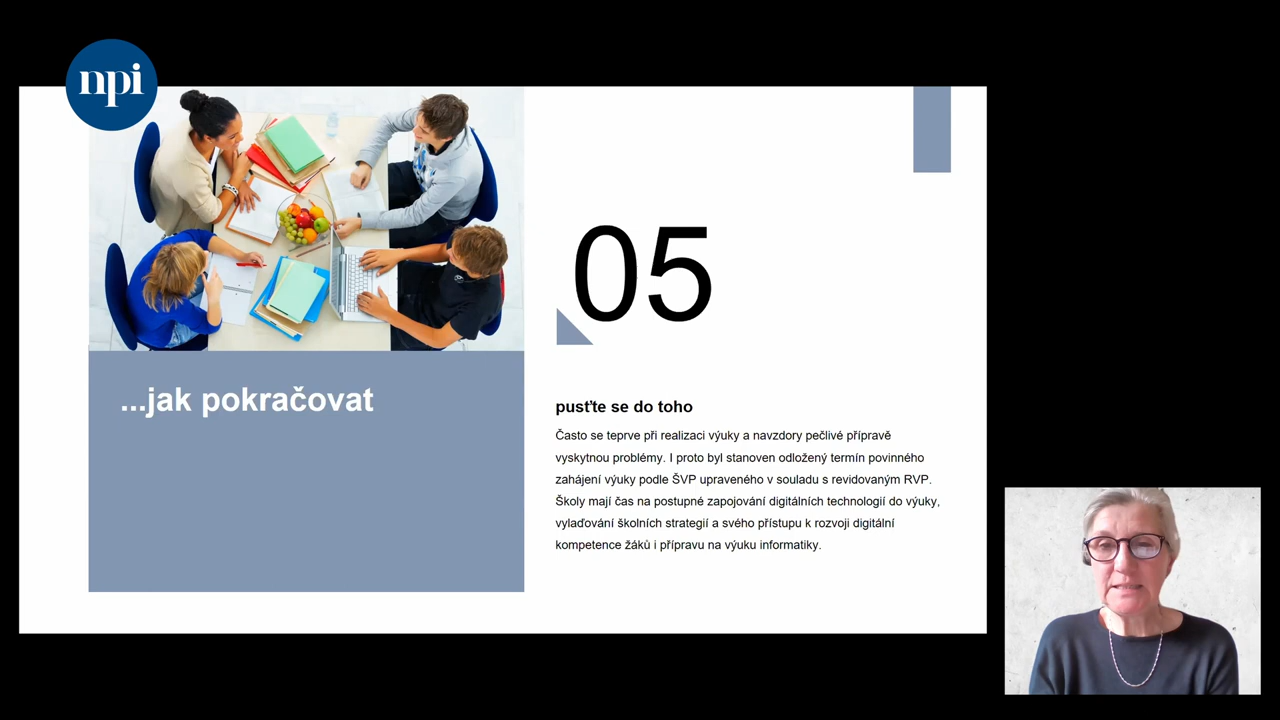 npi
...jak pokračovat
05
pusťte se do toho
Často se teprve při realizaci výuky a navzdory pečlivé přípravě
vyskytnou problémy. I proto byl stanoven odložený termín povinného
zahájení výuky podle ŠVP upraveného v souladu s revidovaným RVP.
Školy mají čas na postupné zapojování digitálních technologií do výuky,
vylaďování školních strategií a svého přístupu k rozvoji digitální
kompetence žáků i přípravu na výuku informatiky.